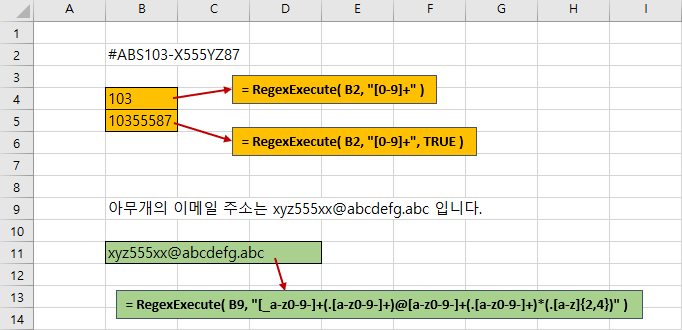 A B C D E F G H I
1
2 #ABS103-X555YZ87
3
4 103 = RegexExecute( B2, "[0-9]+" )
5 10355587
6 = RegexExecute( B2, "[0-9]+", TRUE )
7
8
9 아무개의 이메일 주소는 xyz555xx@abcdefg.abc 입니다.
10
11 xyz555xx@abcdefg.abc
12
13 = RegexExecute( B9, "[_a-z0-9-]+(.[a-z0-9-]+)@[a-z0-9-]+(.[a-z0-9-]+)*(.[a-z]{2,4})" )
14